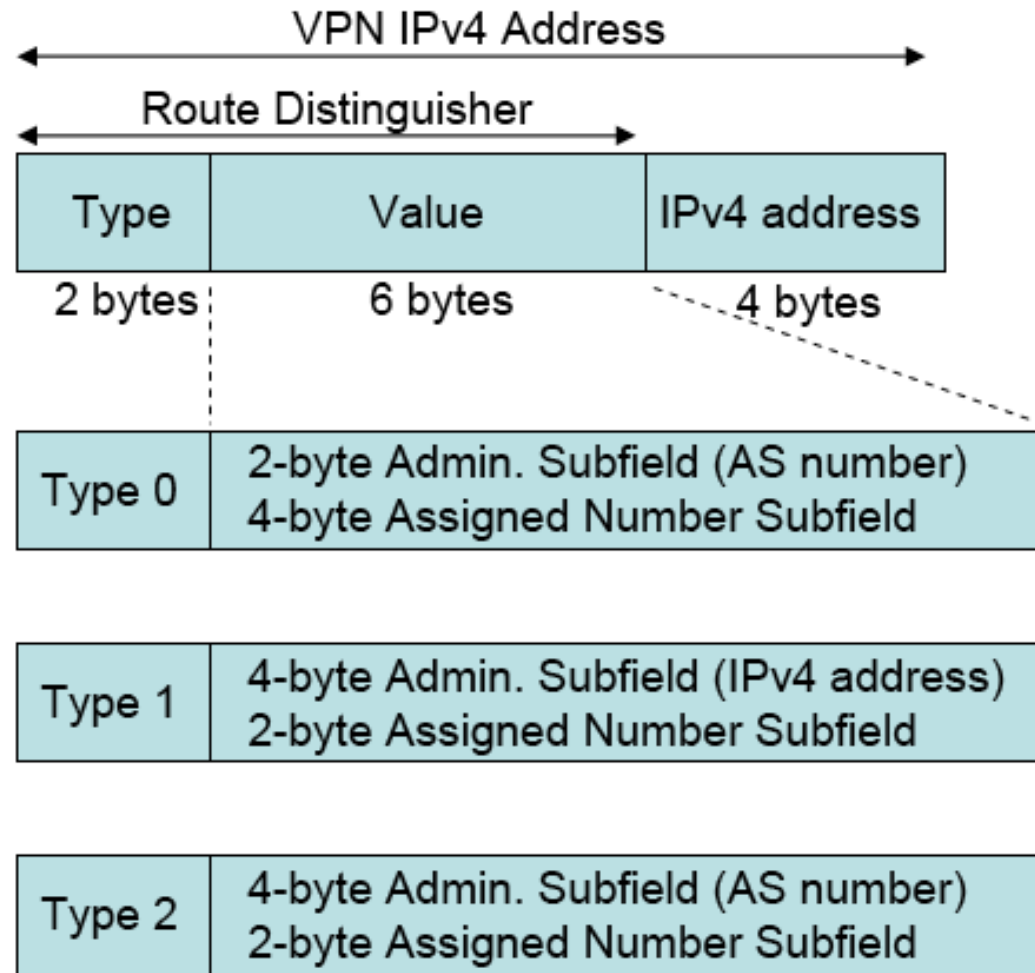 VPN IPv4 Address
Route Distinguisher
Type Value IPv4 address
2 bytes 6 bytes 4 bytes
Type 0
2-byte Admin. Subfield (AS number)
4-byte Assigned Number Subfield
Type 1
4-byte Admin. Subfield (IPv4 address)
2-byte Assigned Number Subfield
Type 2
4-byte Admin. Subfield (AS number)
2-byte Assigned Number Subfield